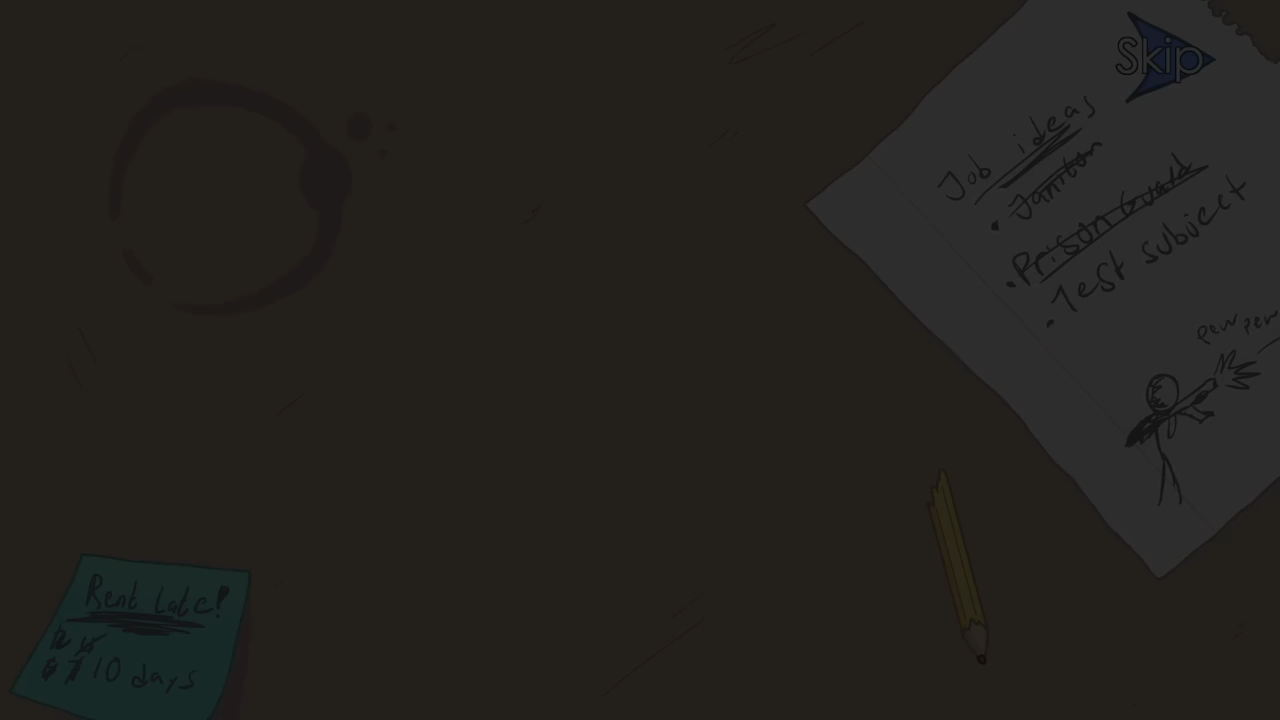 Skip
Job ideas
• Janitor
• Prison Guard
• Test subject
pew pew
Rent Late!
10 days